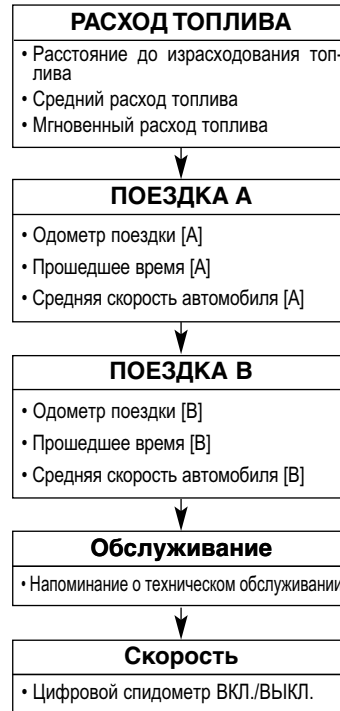 РАСХОД ТОПЛИВА
• Расстояние до израсходования топ-
лива
• Средний расход топлива
• Мгновенный расход топлива
ПОЕЗДКА A
• Одометр поездки [A]
• Прошедшее время [A]
• Средняя скорость автомобиля [A]
ПОЕЗДКА B
• Одометр поездки [B]
• Прошедшее время [B]
• Средняя скорость автомобиля [B]
Обслуживание
• Напоминание о техническом обслуживании
Скорость
• Цифровой спидометр ВКЛ./ВЫКЛ.